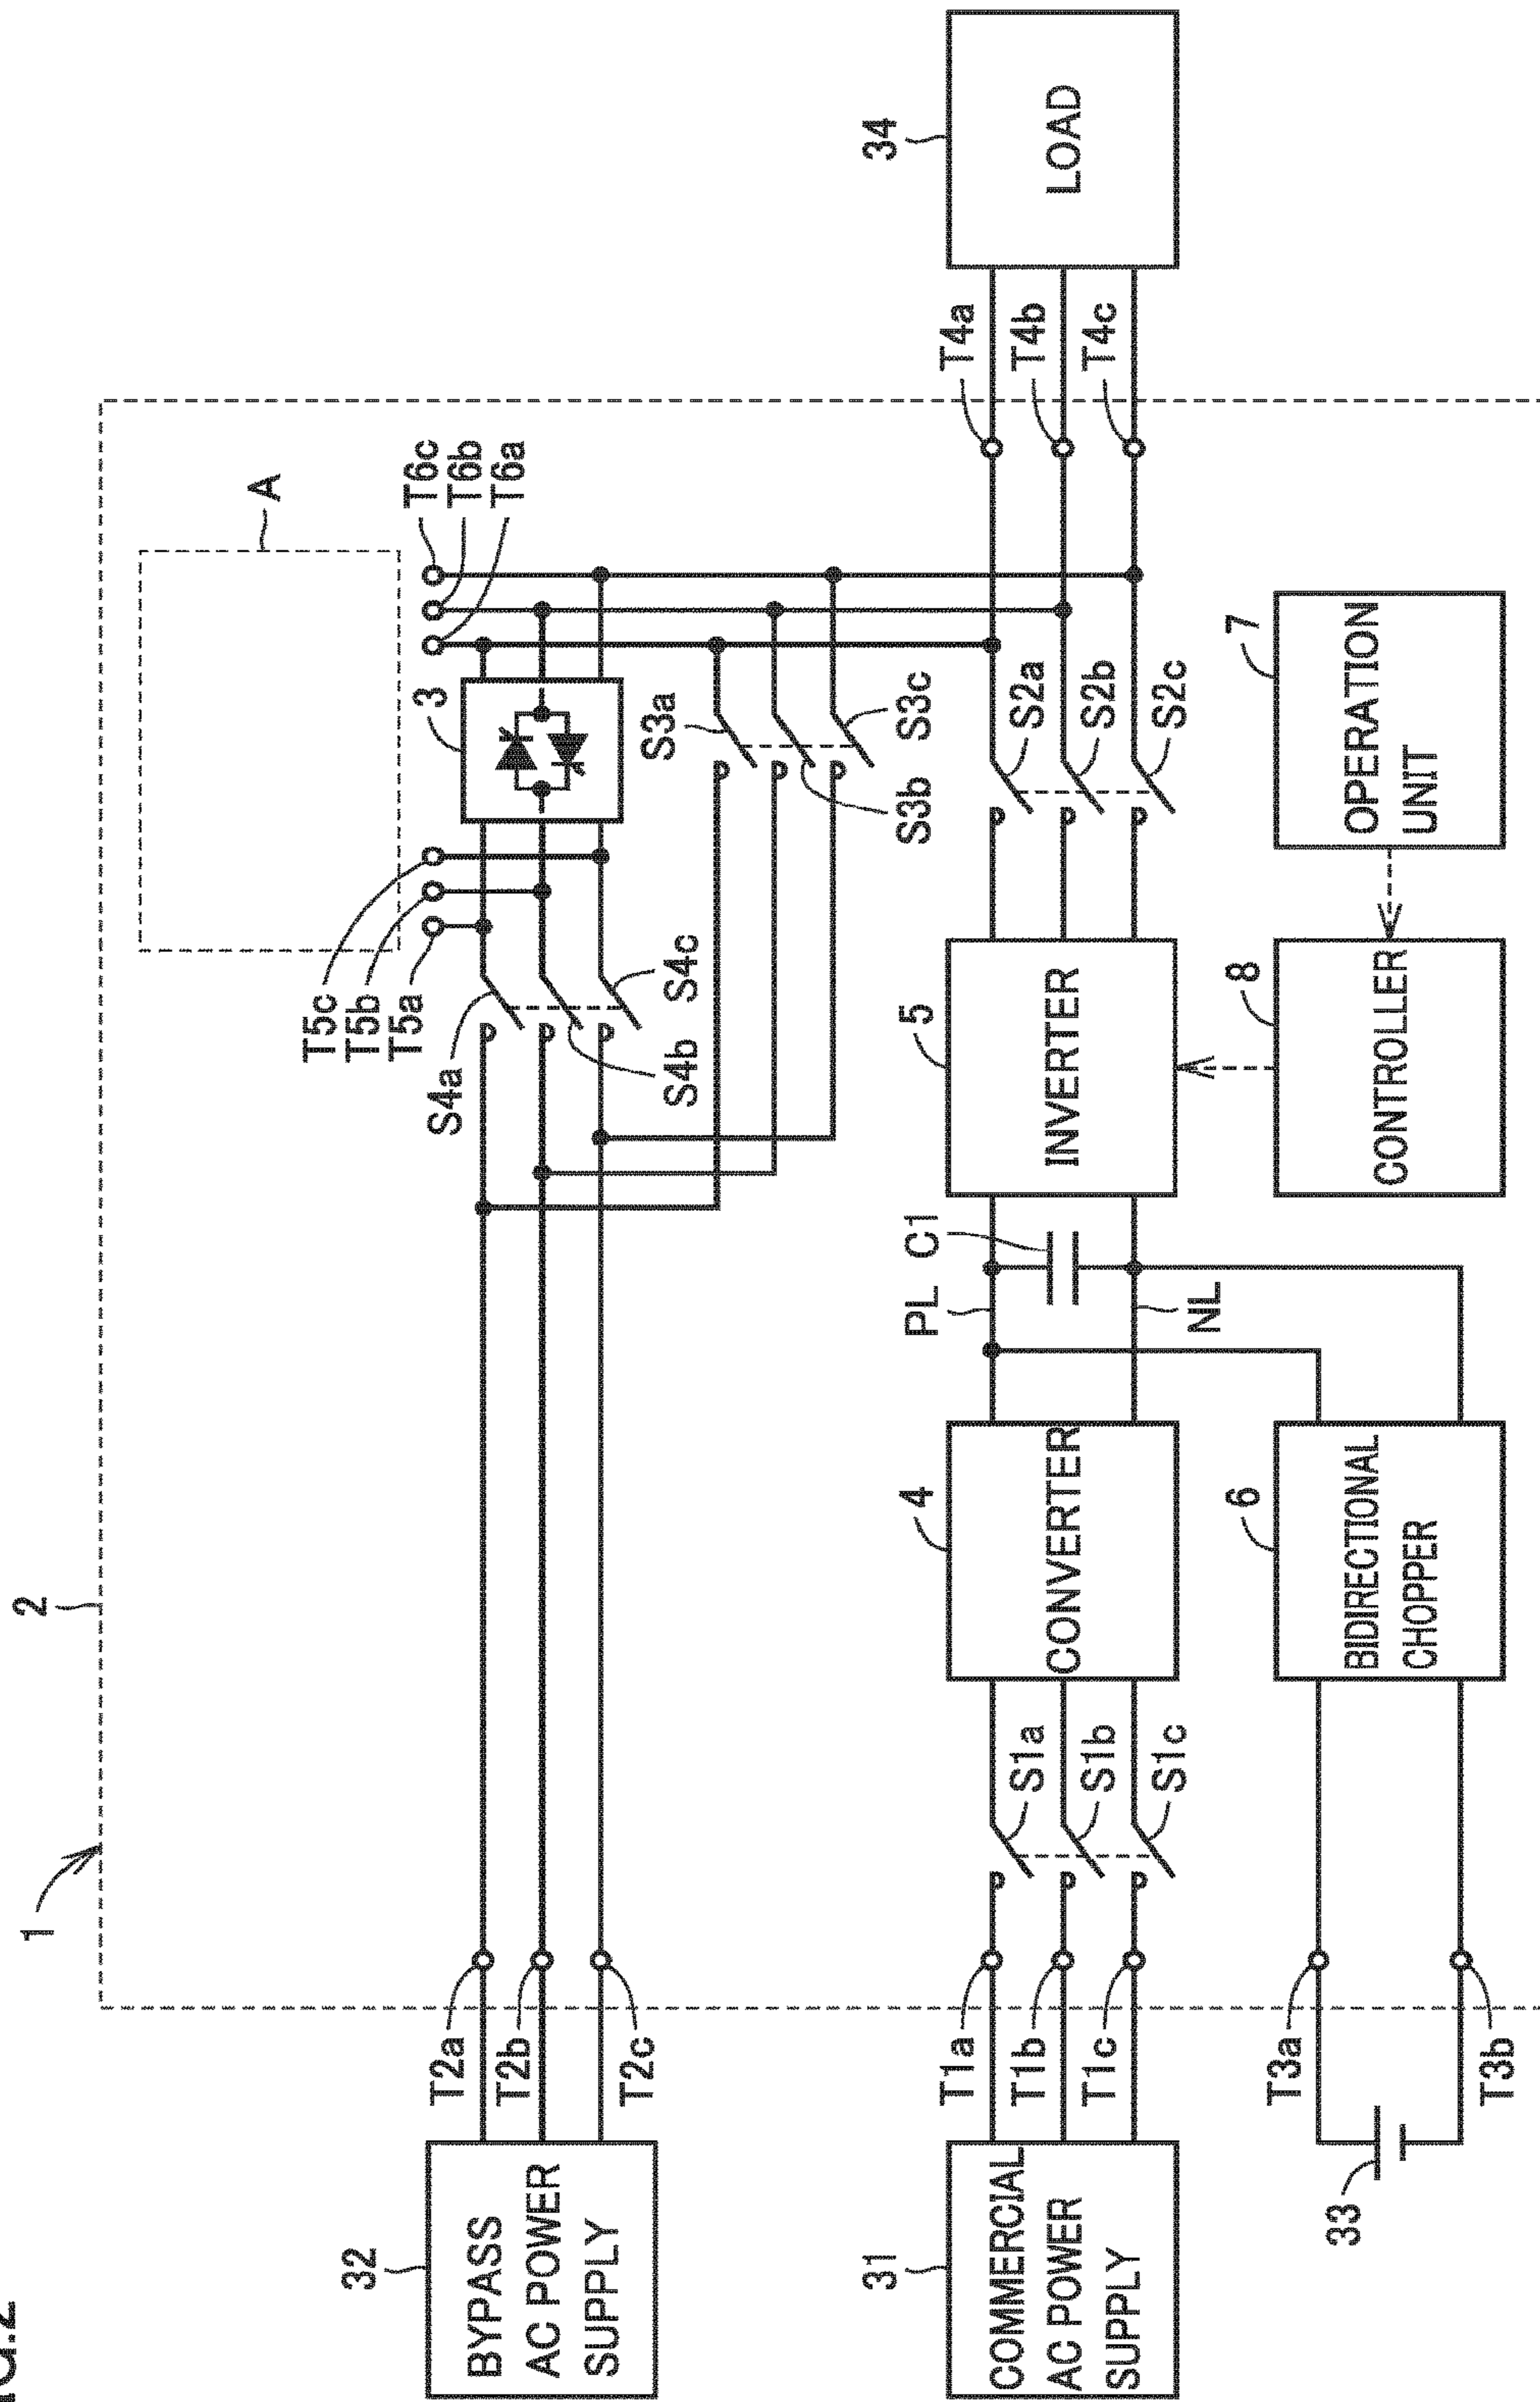 FIG.2
1
2
A
T5c
T5b
T5a
T6c
T6b
T6a
3
S4a
S4b
S4c
S3a
S3b
S3c
32
BYPASS
AC POWER
SUPPLY
T2a
T2b
T2c
31
COMMERCIAL
AC POWER
SUPPLY
T1a
T1b
T1c
S1a
S1b
S1c
4
CONVERTER
PL
C1
NL
5
INVERTER
S2a
S2b
S2c
T4a
T4b
T4c
34
LOAD
33
T3a
T3b
6
BIDIRECTIONAL
CHOPPER
8
CONTROLLER
7
OPERATION
UNIT